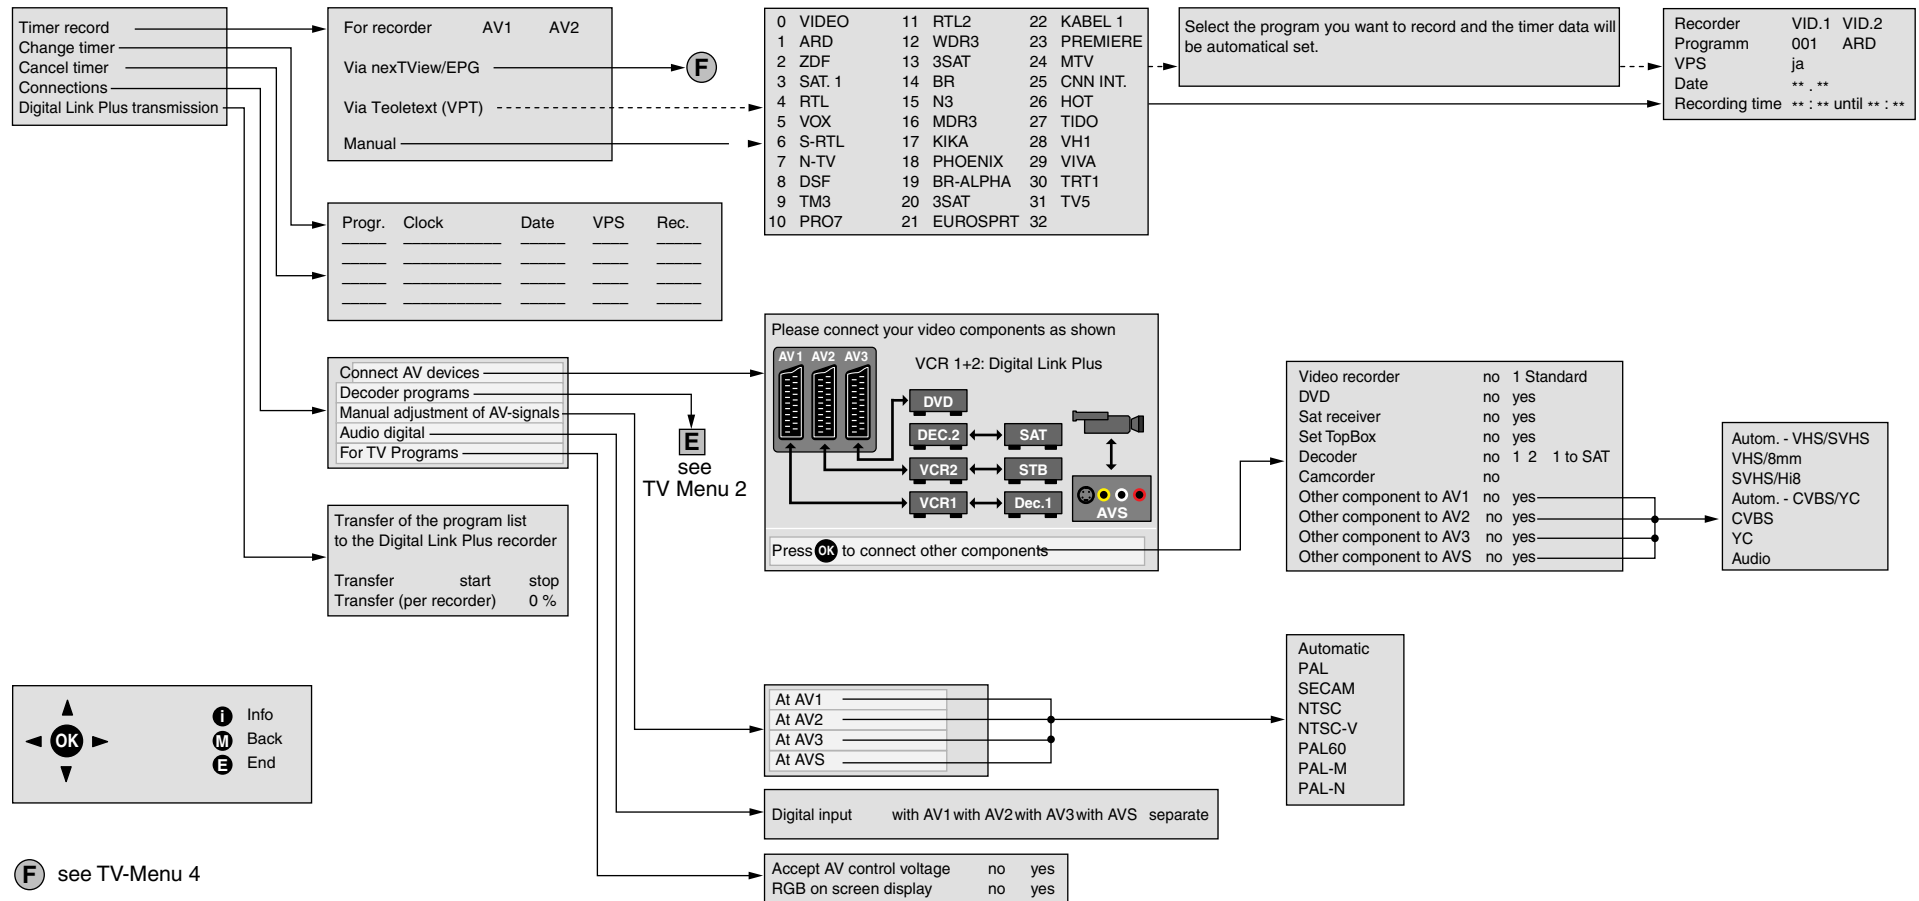 Timer record
Change timer
Cancel timer
Connections
Digital Link Plus transmission
For recorder AV1 AV2
Via nexTView/EPG F
Via Teoletext (VPT)
Manual
0 VIDEO 11 RTL2 22 KABEL 1
1 ARD 12 WDR3 23 PREMIERE
2 ZDF 13 3SAT 24 MTV
3 SAT. 1 14 BR 25 CNN INT.
4 RTL 15 N3 26 HOT
5 VOX 16 MDR3 27 TIDO
6 S-RTL 17 KIKA 28 VH1
7 N-TV 18 PHOENIX 29 VIVA
8 DSF 19 BR-ALPHA 30 TRT1
9 TM3 20 3SAT 31 TV5
10 PRO7 21 EUROSPRT 32
Select the program you want to record and the timer data will
be automatical set.
Recorder VID.1 VID.2
Programm 001 ARD
VPS ja
Date ** . **
Recording time ** : ** until ** : **
Progr. Clock Date VPS Rec.
Connect AV devices
Decoder programs
Manual adjustment of AV-signals
Audio digital
For TV Programs
E
see
TV Menu 2
Please connect your video components as shown
AV1 AV2 AV3
VCR 1+2: Digital Link Plus
DVD
DEC.2 SAT
VCR2 STB
VCR1 Dec.1
AVS
Press OK to connect other components
Video recorder no 1 Standard
DVD no yes
Sat receiver no yes
Set TopBox no yes
Decoder no 1 2 1 to SAT
Camcorder no
Other component to AV1 no yes
Other component to AV2 no yes
Other component to AV3 no yes
Other component to AVS no yes
Autom. - VHS/SVHS
VHS/8mm
SVHS/Hi8
Autom. - CVBS/YC
CVBS
YC
Audio
Transfer of the program list
to the Digital Link Plus recorder
Transfer start stop
Transfer (per recorder) 0 %
At AV1
At AV2
At AV3
At AVS
Automatic
PAL
SECAM
NTSC
NTSC-V
PAL60
PAL-M
PAL-N
OK
i Info
M Back
E End
Digital input with AV1 with AV2 with AV3 with AVS separate
Accept AV control voltage no yes
RGB on screen display no yes
F see TV-Menu 4